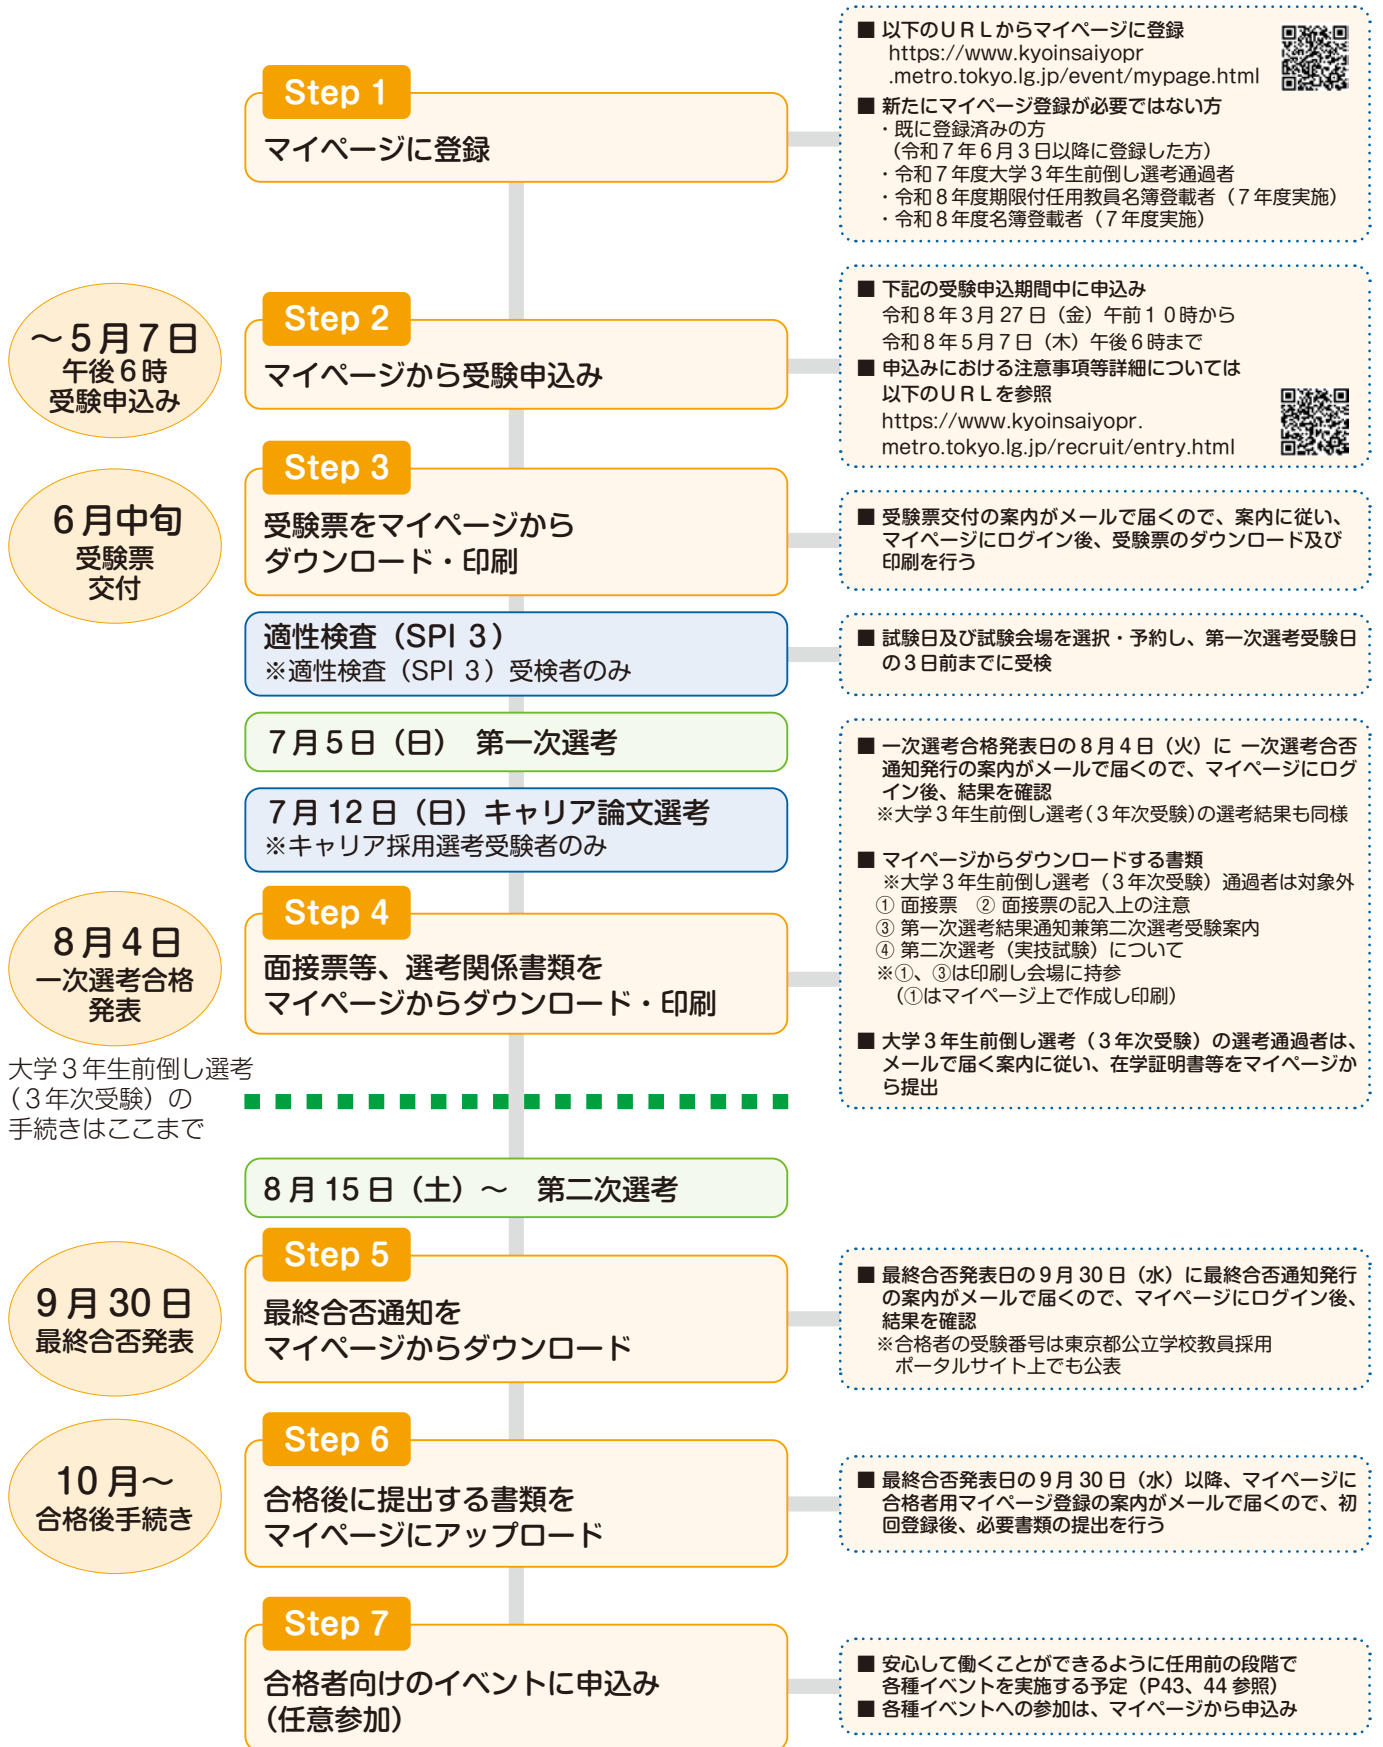 Step 1
マイページに登録
■ 以下のURLからマイページに登録
https://www.kyoinsaiyopr
.metro.tokyo.lg.jp/event/mypage.html
■ 新たにマイページ登録が必要ではない方
・既に登録済みの方
（令和７年６月３日以降に登録した方）
・令和７年度大学３年生前倒し選考通過者
・令和８年度期限付任用教員名簿登載者（７年度実施）
・令和８年度名簿登載者（７年度実施）
～５月７日
午後６時
受験申込み
Step 2
マイページから受験申込み
■ 下記の受験申込期間中に申込み
令和８年３月 27 日（金）午前１０時から
令和８年５月７日（木）午後６時まで
■ 申込みにおける注意事項等詳細については
以下のURLを参照
https://www.kyoinsaiyopr.
metro.tokyo.lg.jp/recruit/entry.html
６月中旬
受験票
交付
Step 3
受験票をマイページから
ダウンロード・印刷
■ 受験票交付の案内がメールで届くので、案内に従い、
マイページにログイン後、受験票のダウンロード及び
印刷を行う
適性検査（SPI 3）
※適性検査（SPI 3）受検者のみ
■ 試験日及び試験会場を選択・予約し、第一次選考受験日
の３日前までに受検
７月５日（日） 第一次選考
７月 12 日（日）キャリア論文選考
※キャリア採用選考受験者のみ
８月４日
一次選考合格
発表
Step 4
面接票等、選考関係書類を
マイページからダウンロード・印刷
■ 一次選考合格発表日の８月４日（火）に 一次選考合否
通知発行の案内がメールで届くので、マイページにログ
イン後、結果を確認
※大学３年生前倒し選考（３年次受験）の選考結果も同様
■ マイページからダウンロードする書類
※大学３年生前倒し選考（３年次受験）通過者は対象外
① 面接票 ② 面接票の記入上の注意
③ 第一次選考結果通知兼第二次選考受験案内
④ 第二次選考（実技試験）について
※①、③は印刷し会場に持参
（①はマイページ上で作成し印刷）
■ 大学３年生前倒し選考（３年次受験）の選考通過者は、
メールで届く案内に従い、在学証明書等をマイページか
ら提出
大学３年生前倒し選考
（３年次受験）の
手続きはここまで
８月 15 日（土）～ 第二次選考
９月 30 日
最終合否発表
Step 5
最終合否通知を
マイページからダウンロード
■ 最終合否発表日の９月 30 日（水）に最終合否通知発行
の案内がメールで届くので、マイページにログイン後、
結果を確認
※合格者の受験番号は東京都公立学校教員採用
ポータルサイト上でも公表
10 月～
合格後手続き
Step 6
合格後に提出する書類を
マイページにアップロード
■ 最終合否発表日の９月 30 日（水）以降、マイページに
合格者用マイページ登録の案内がメールで届くので、初
回登録後、必要書類の提出を行う
Step 7
合格者向けのイベントに申込み
（任意参加）
■ 安心して働くことができるように任用前の段階で
各種イベントを実施する予定（P43、44 参照）
■ 各種イベントへの参加は、マイページから申込み